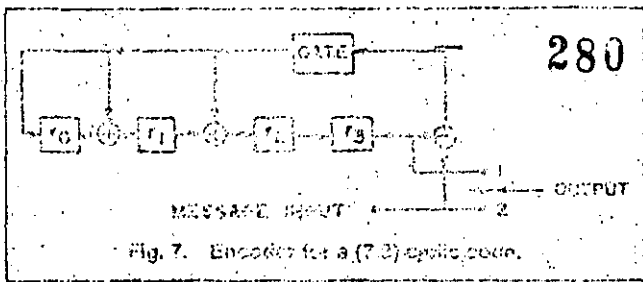 GATE
280
r0 r1 r2 r3
1
OUTPUT
MESSAGE INPUT
2
Fig. 7. Encoder for a (7,3) cyclic code.